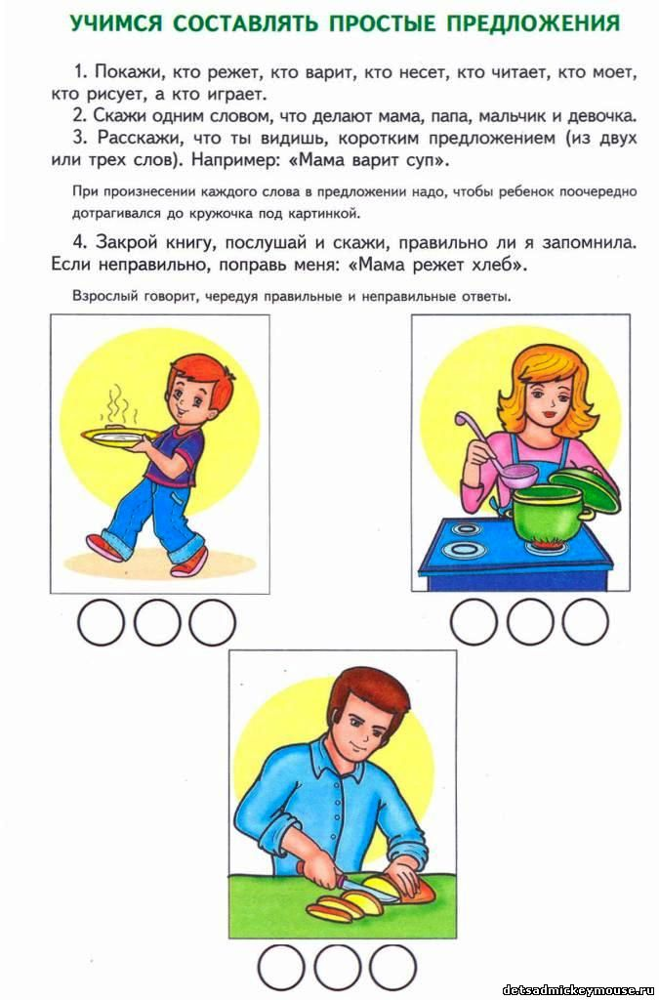 УЧИМСЯ СОСТАВЛЯТЬ ПРОСТЫЕ ПРЕДЛОЖЕНИЯ
1. Покажи, кто режет, кто варит, кто несет, кто читает, кто моет,
кто рисует, а кто играет.
2. Скажи одним словом, что делают мама, папа, мальчик и девочка.
3. Расскажи, что ты видишь, коротким предложением (из двух
или трех слов). Например: «Мама варит суп».
При произнесении каждого слова в предложении надо, чтобы ребенок поочередно
дотрагивался до кружочка под картинкой.
4. Закрой книгу, послушай и скажи, правильно ли я запомнила.
Если неправильно, поправь меня: «Мама режет хлеб».
Взрослый говорит, чередуя правильные и неправильные ответы.
detsadmickeymouse.ru